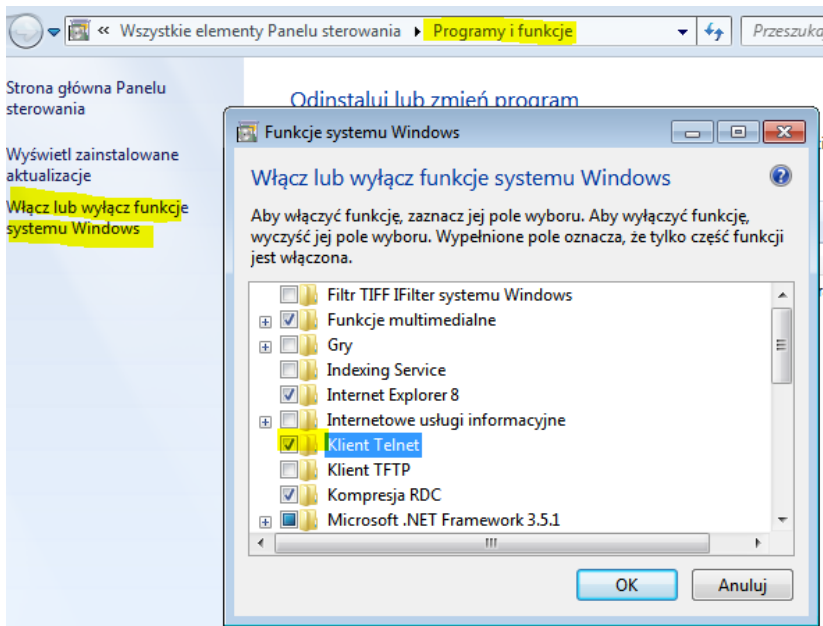 « Wszystkie elementy Panelu sterowania Programy i funkcje
Przeszuka
Strona główna Panelu
sterowania
Wyświetl zainstalowane
aktualizacje
Włącz lub wyłącz funkcje
systemu Windows
Odinstaluj lub zmień program
Funkcje systemu Windows
Włącz lub wyłącz funkcje systemu Windows
Aby włączyć funkcję, zaznacz jej pole wyboru. Aby wyłączyć funkcję,
wyczyść jej pole wyboru. Wypełnione pole oznacza, że tylko część funkcji
jest włączona.
Filtr TIFF IFilter systemu Windows
Funkcje multimedialne
Gry
Indexing Service
Internet Explorer 8
Internetowe usługi informacyjne
Klient Telnet
Klient TFTP
Kompresja RDC
Microsoft .NET Framework 3.5.1
OK
Anuluj